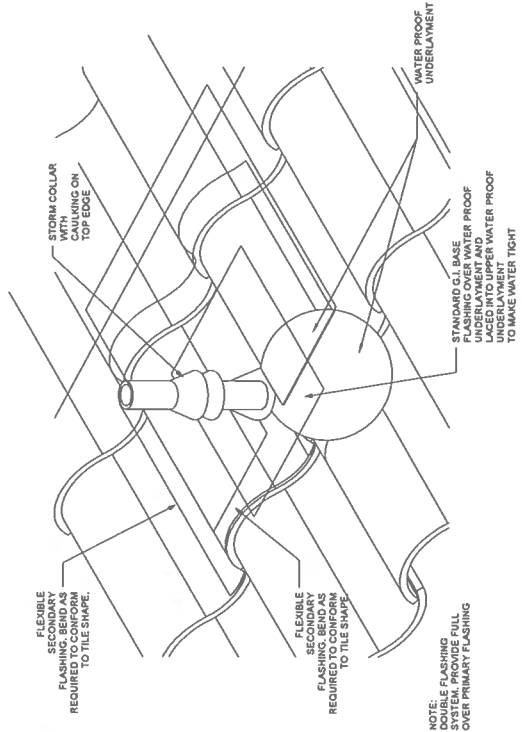 STORM COLLAR
WITH
CAULKING ON
TOP EDGE
WATER PROOF
UNDERLAYMENT
FLEXIBLE
SECONDARY
FLASHING. BEND AS
REQUIRED TO CONFORM
TO TILE SHAPE.
FLEXIBLE
SECONDARY
FLASHING. BEND AS
REQUIRED TO CONFORM
TO TILE SHAPE.
STANDARD G.I. BASE
FLASHING OVER WATER PROOF
UNDERLAYMENT AND
LACED INTO UPPER WATER PROOF
UNDERLAYMENT
TO MAKE WATER TIGHT
NOTE:
DOUBLE FLASHING
SYSTEM. PROVIDE FULL
OVER PRIMARY FLASHING